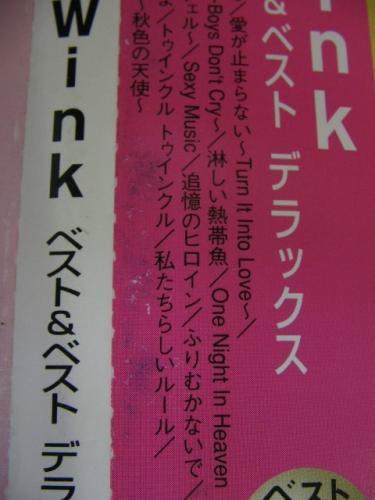 ink
&ベスト デラックス
／愛が止まらない〜Turn It Into Love〜／
-Boys Don't Cry〜／淋しい熱帯魚／One Night In Heaven
ェル〜／Sexy Music／追憶のヒロイン／ふりむかないで／
トゥインクル トゥインクル／私たちらしいルール／
〜秋色の天使〜
Wink ベスト&ベスト デラ
ベスト